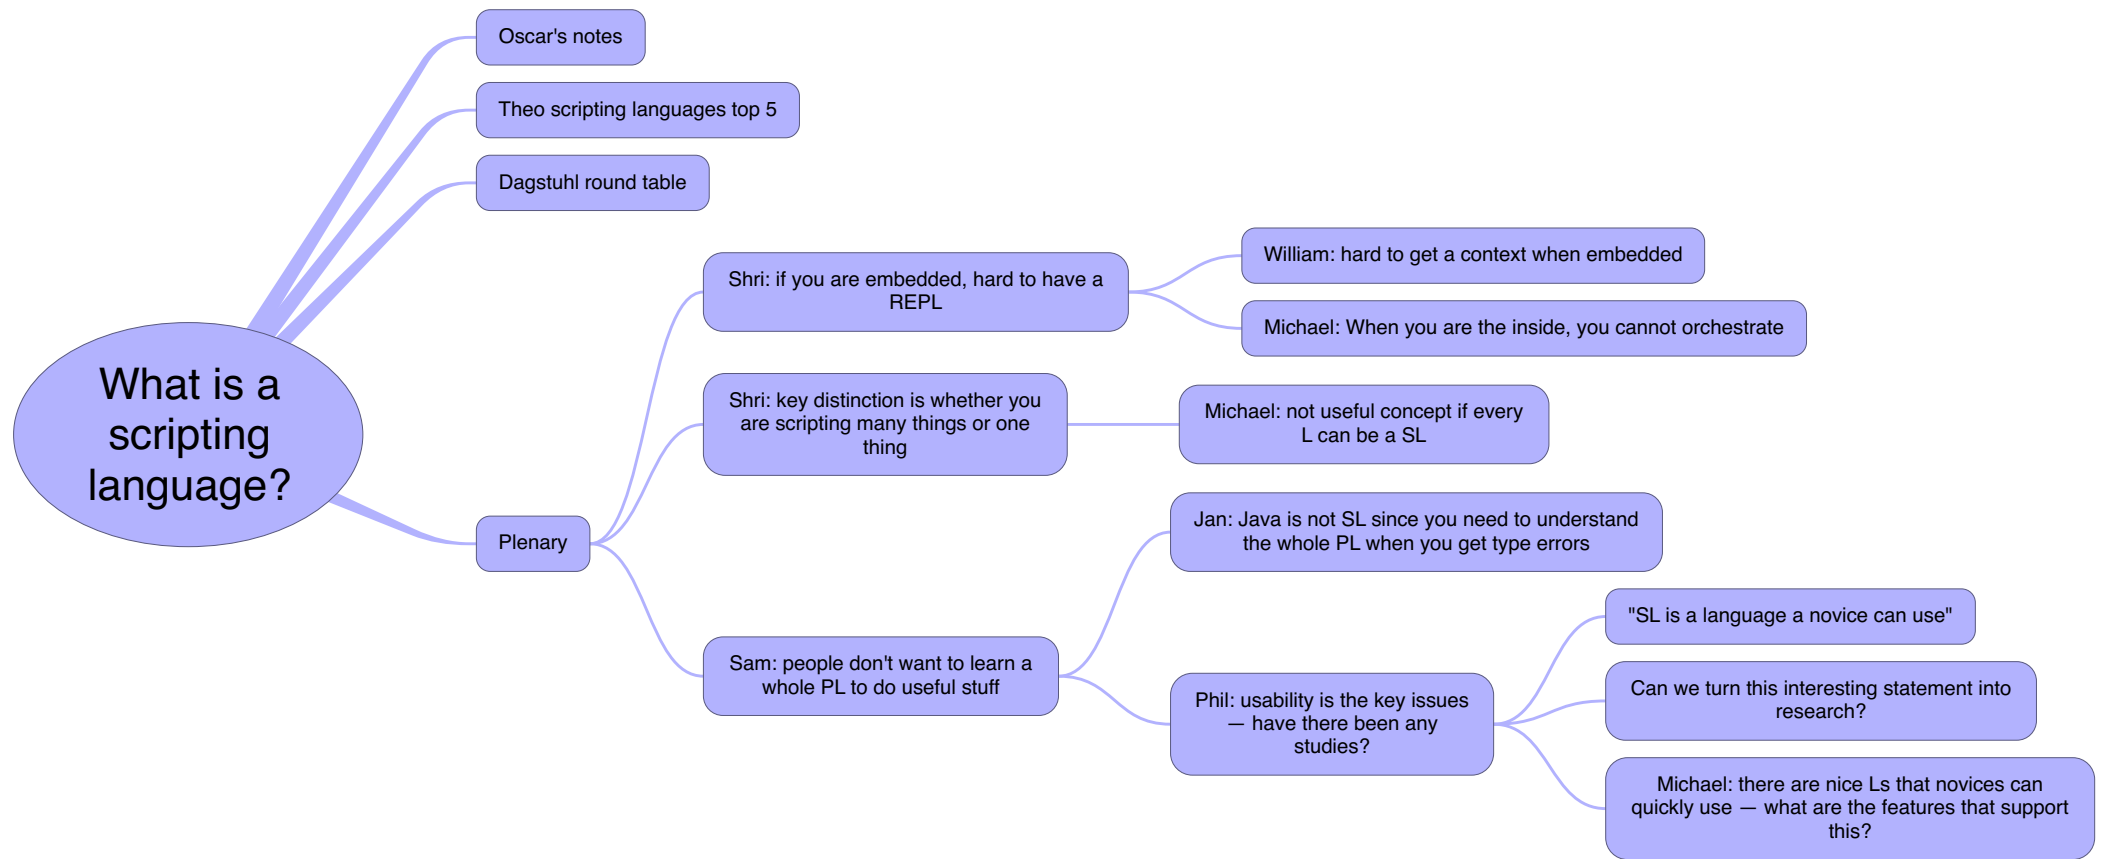 Oscar's notes
Theo scripting languages top 5
Dagstuhl round table
What is a
scripting
language?
Plenary
Shri: if you are embedded, hard to have a
REPL
William: hard to get a context when embedded
Michael: When you are the inside, you cannot orchestrate
Shri: key distinction is whether you
are scripting many things or one
thing
Michael: not useful concept if every
L can be a SL
Sam: people don't want to learn a
whole PL to do useful stuff
Jan: Java is not SL since you need to understand
the whole PL when you get type errors
Phil: usability is the key issues
— have there been any
studies?
"SL is a language a novice can use"
Can we turn this interesting statement into
research?
Michael: there are nice Ls that novices can
quickly use — what are the features that support
this?